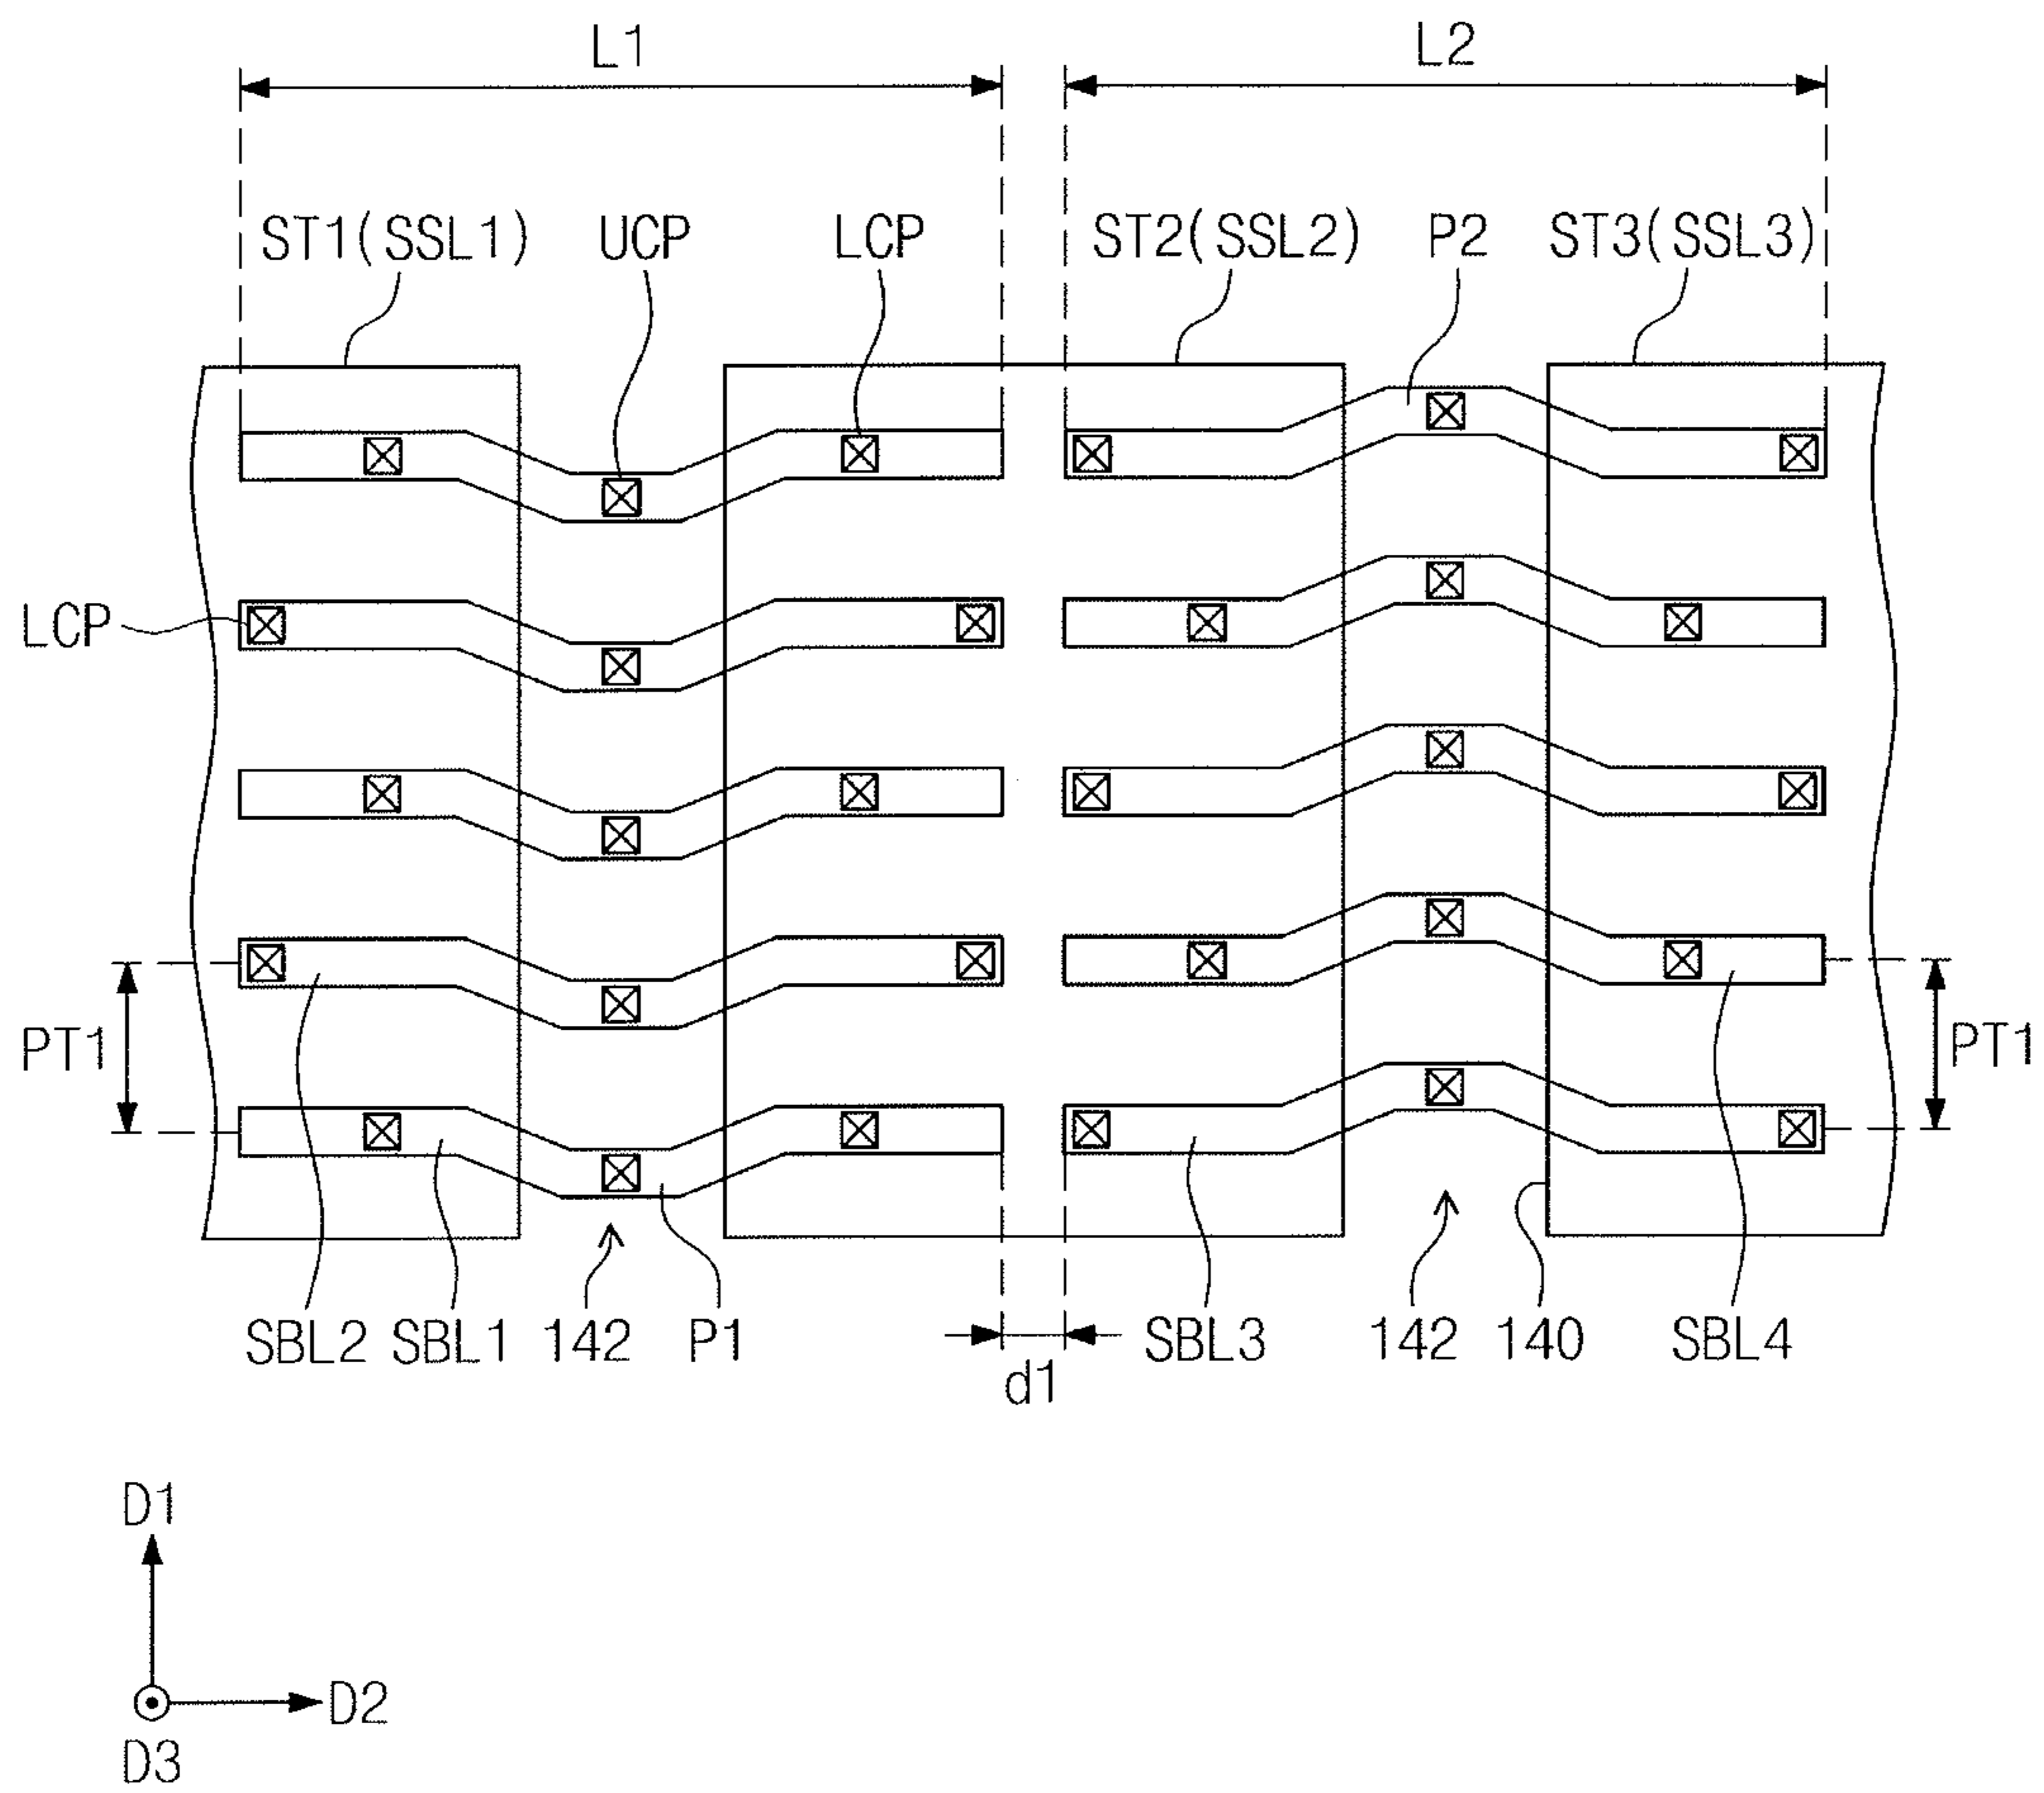 L1 L2
ST1(SSL1) UCP LCP ST2(SSL2) P2 ST3(SSL3)
LCP
PT1 PT1
SBL2 SBL1 142 P1 d1 SBL3 142 140 SBL4
D1
D2
D3